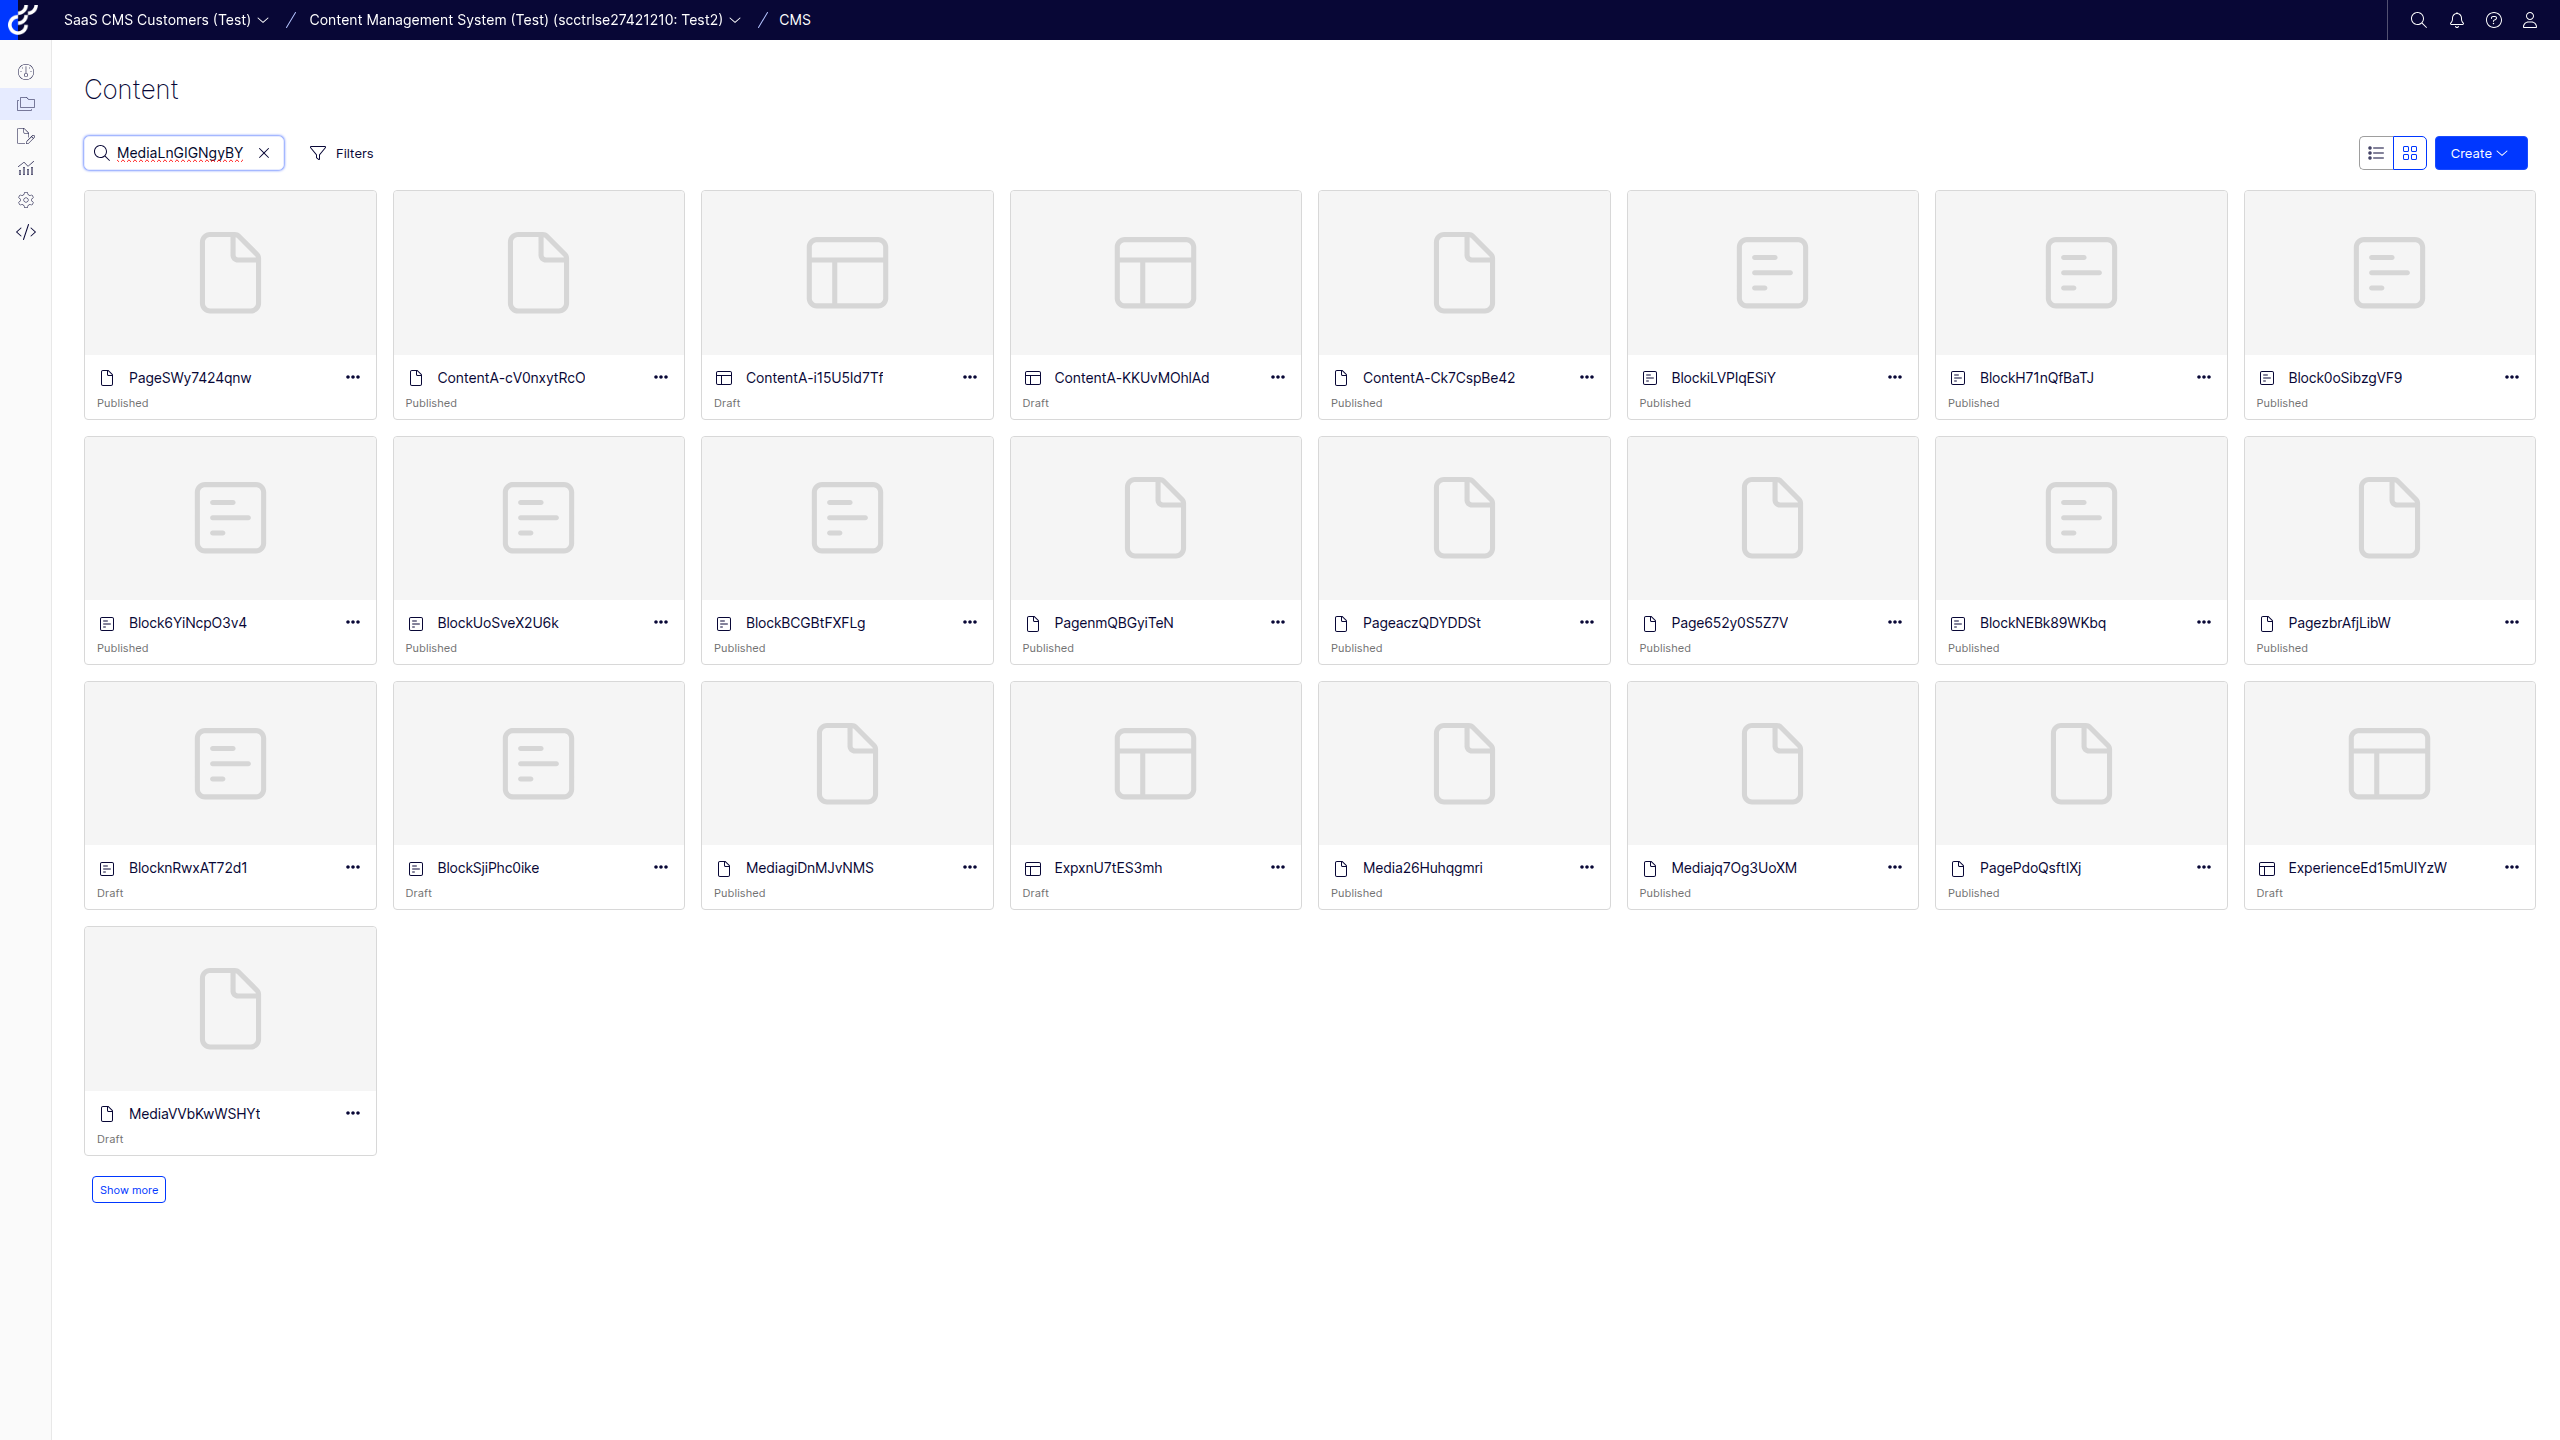 SaaS CMS Customers (Test) / Content Management System (Test) (scctrlse27421210: Test2) / CMS
Content
MediaLnGIGNgyBY Filters Create
PageSWy7424qnw ContentA-cV0nxytRcO ContentA-i15U5Id7Tf ContentA-KKUvMOhIAd ContentA-Ck7CspBe42 BlockiLVPlqESiY BlockH71nQfBaTJ Block0oSibzgVF9
Published Published Draft Draft Published Published Published Published
Block6YiNcpO3v4 BlockUoSveX2U6k BlockBCGBtFXFLg PagenmQBGyiTeN PageaczQDYDDSt Page652y0S5Z7V BlockNEBk89WKbq PagezbrAfjLibW
Published Published Published Published Published Published Published Published
BlocknRwxAT72d1 BlockSjiPhc0ike MediagiDnMJvNMS ExpxnU7tES3mh Media26Huhqgmri Mediajq7Og3UoXM PagePdoQsftIXj ExperienceEd15mUIYzW
Draft Draft Published Draft Published Published Published Draft
MediaVVbKwWSHYt
Draft
Show more